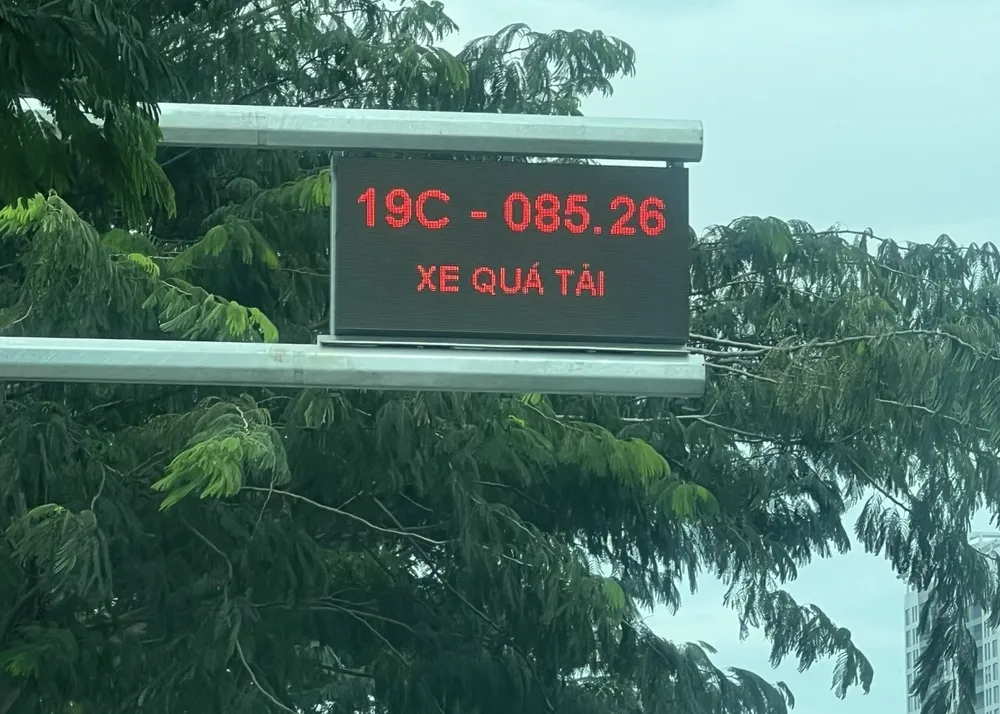 19C - 085.26
XE QUÁ TẢI